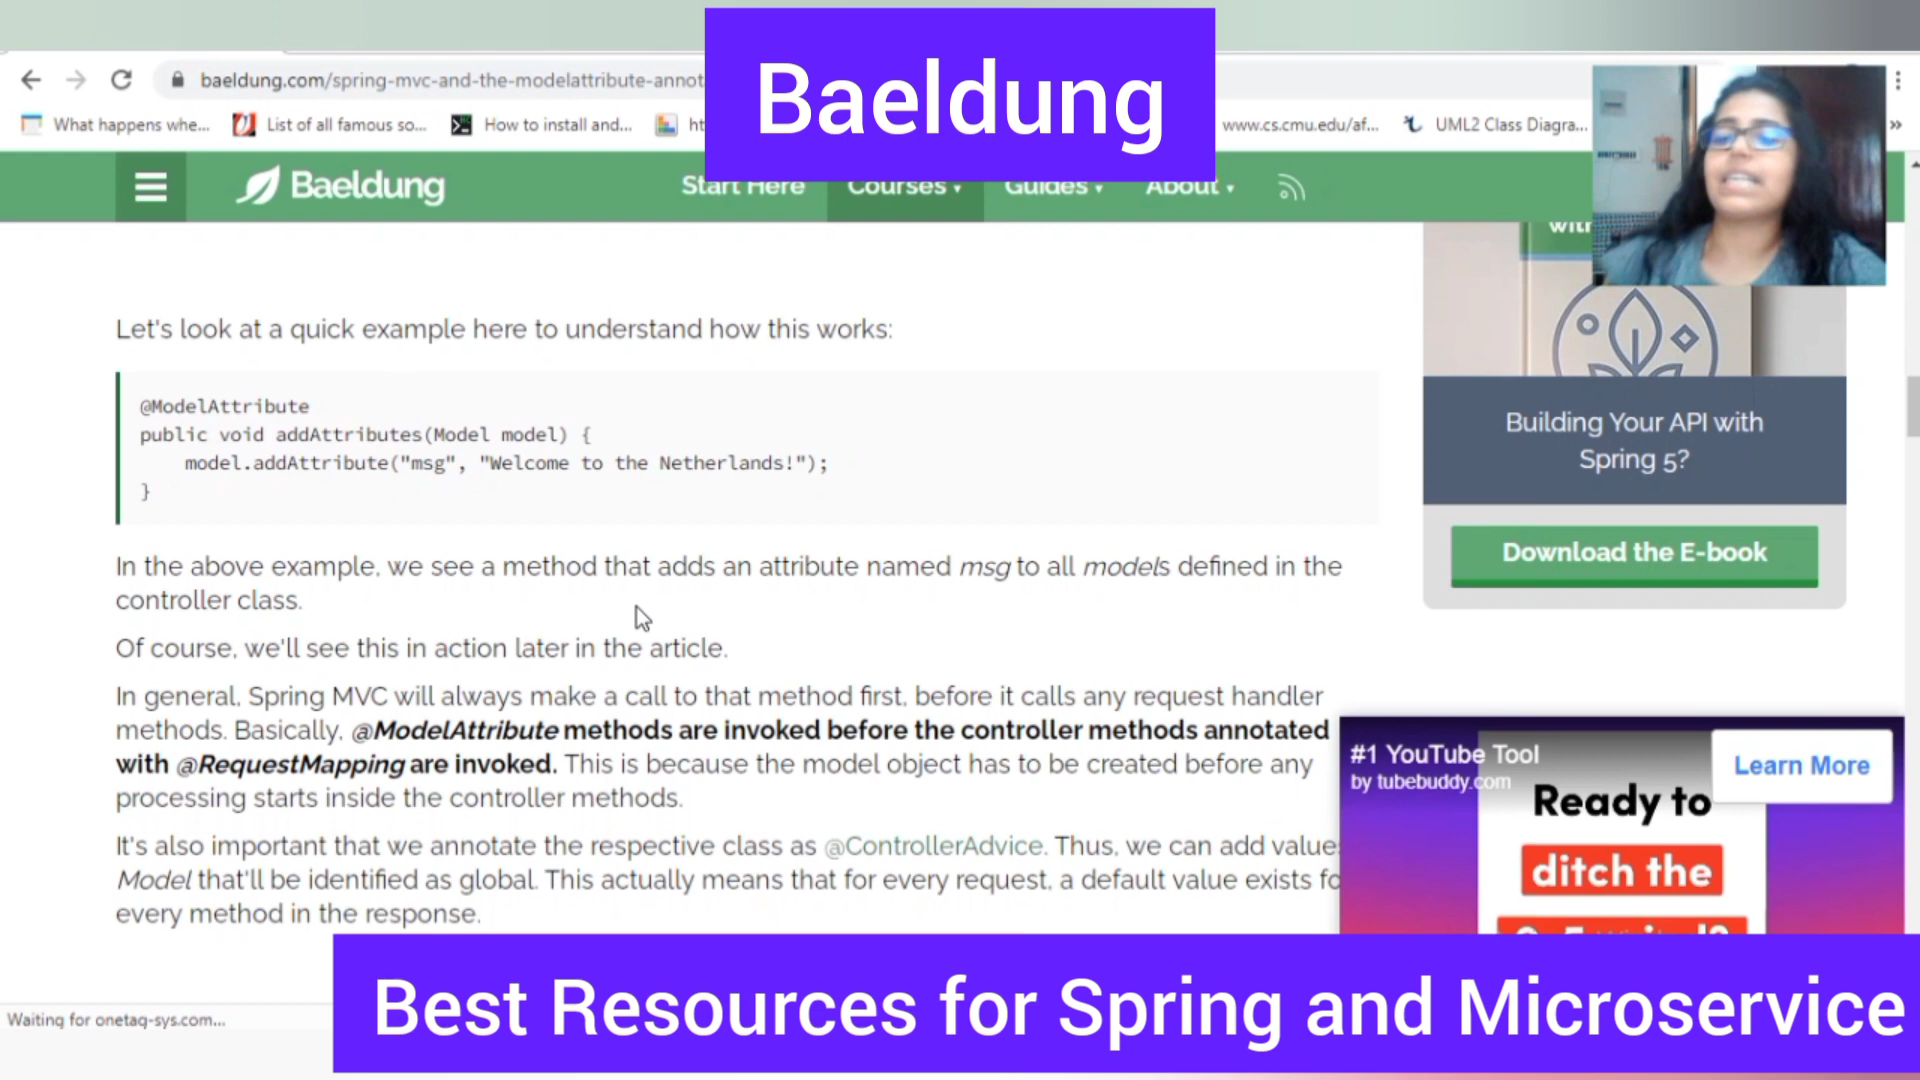 Baeldung
baeldung.com/spring-mvc-and-the-modelattribute-annot
What happens whe...
List of all famous so...
How to install and...
www.cs.cmu.edu/af...
UML2 Class Diagra...
»
Baeldung
Start Here
Courses
Guides
About
Let's look at a quick example here to understand how this works:
@ModelAttribute
public void addAttributes(Model model) {
model.addAttribute("msg", "Welcome to the Netherlands!");
}
In the above example, we see a method that adds an attribute named msg to all models defined in the
controller class.
Of course, we'll see this in action later in the article.
In general, Spring MVC will always make a call to that method first, before it calls any request handler
methods. Basically, @ModelAttribute methods are invoked before the controller methods annotated
with @RequestMapping are invoked. This is because the model object has to be created before any
processing starts inside the controller methods.
It's also important that we annotate the respective class as @ControllerAdvice. Thus, we can add value
Model that'll be identified as global. This actually means that for every request, a default value exists fo
every method in the response.
Building Your API with
Spring 5?
Download the E-book
#1 YouTube Tool
by tubebuddy.com
Learn More
Ready to
ditch the
Waiting for onetag-sys.com...
Best Resources for Spring and Microservice